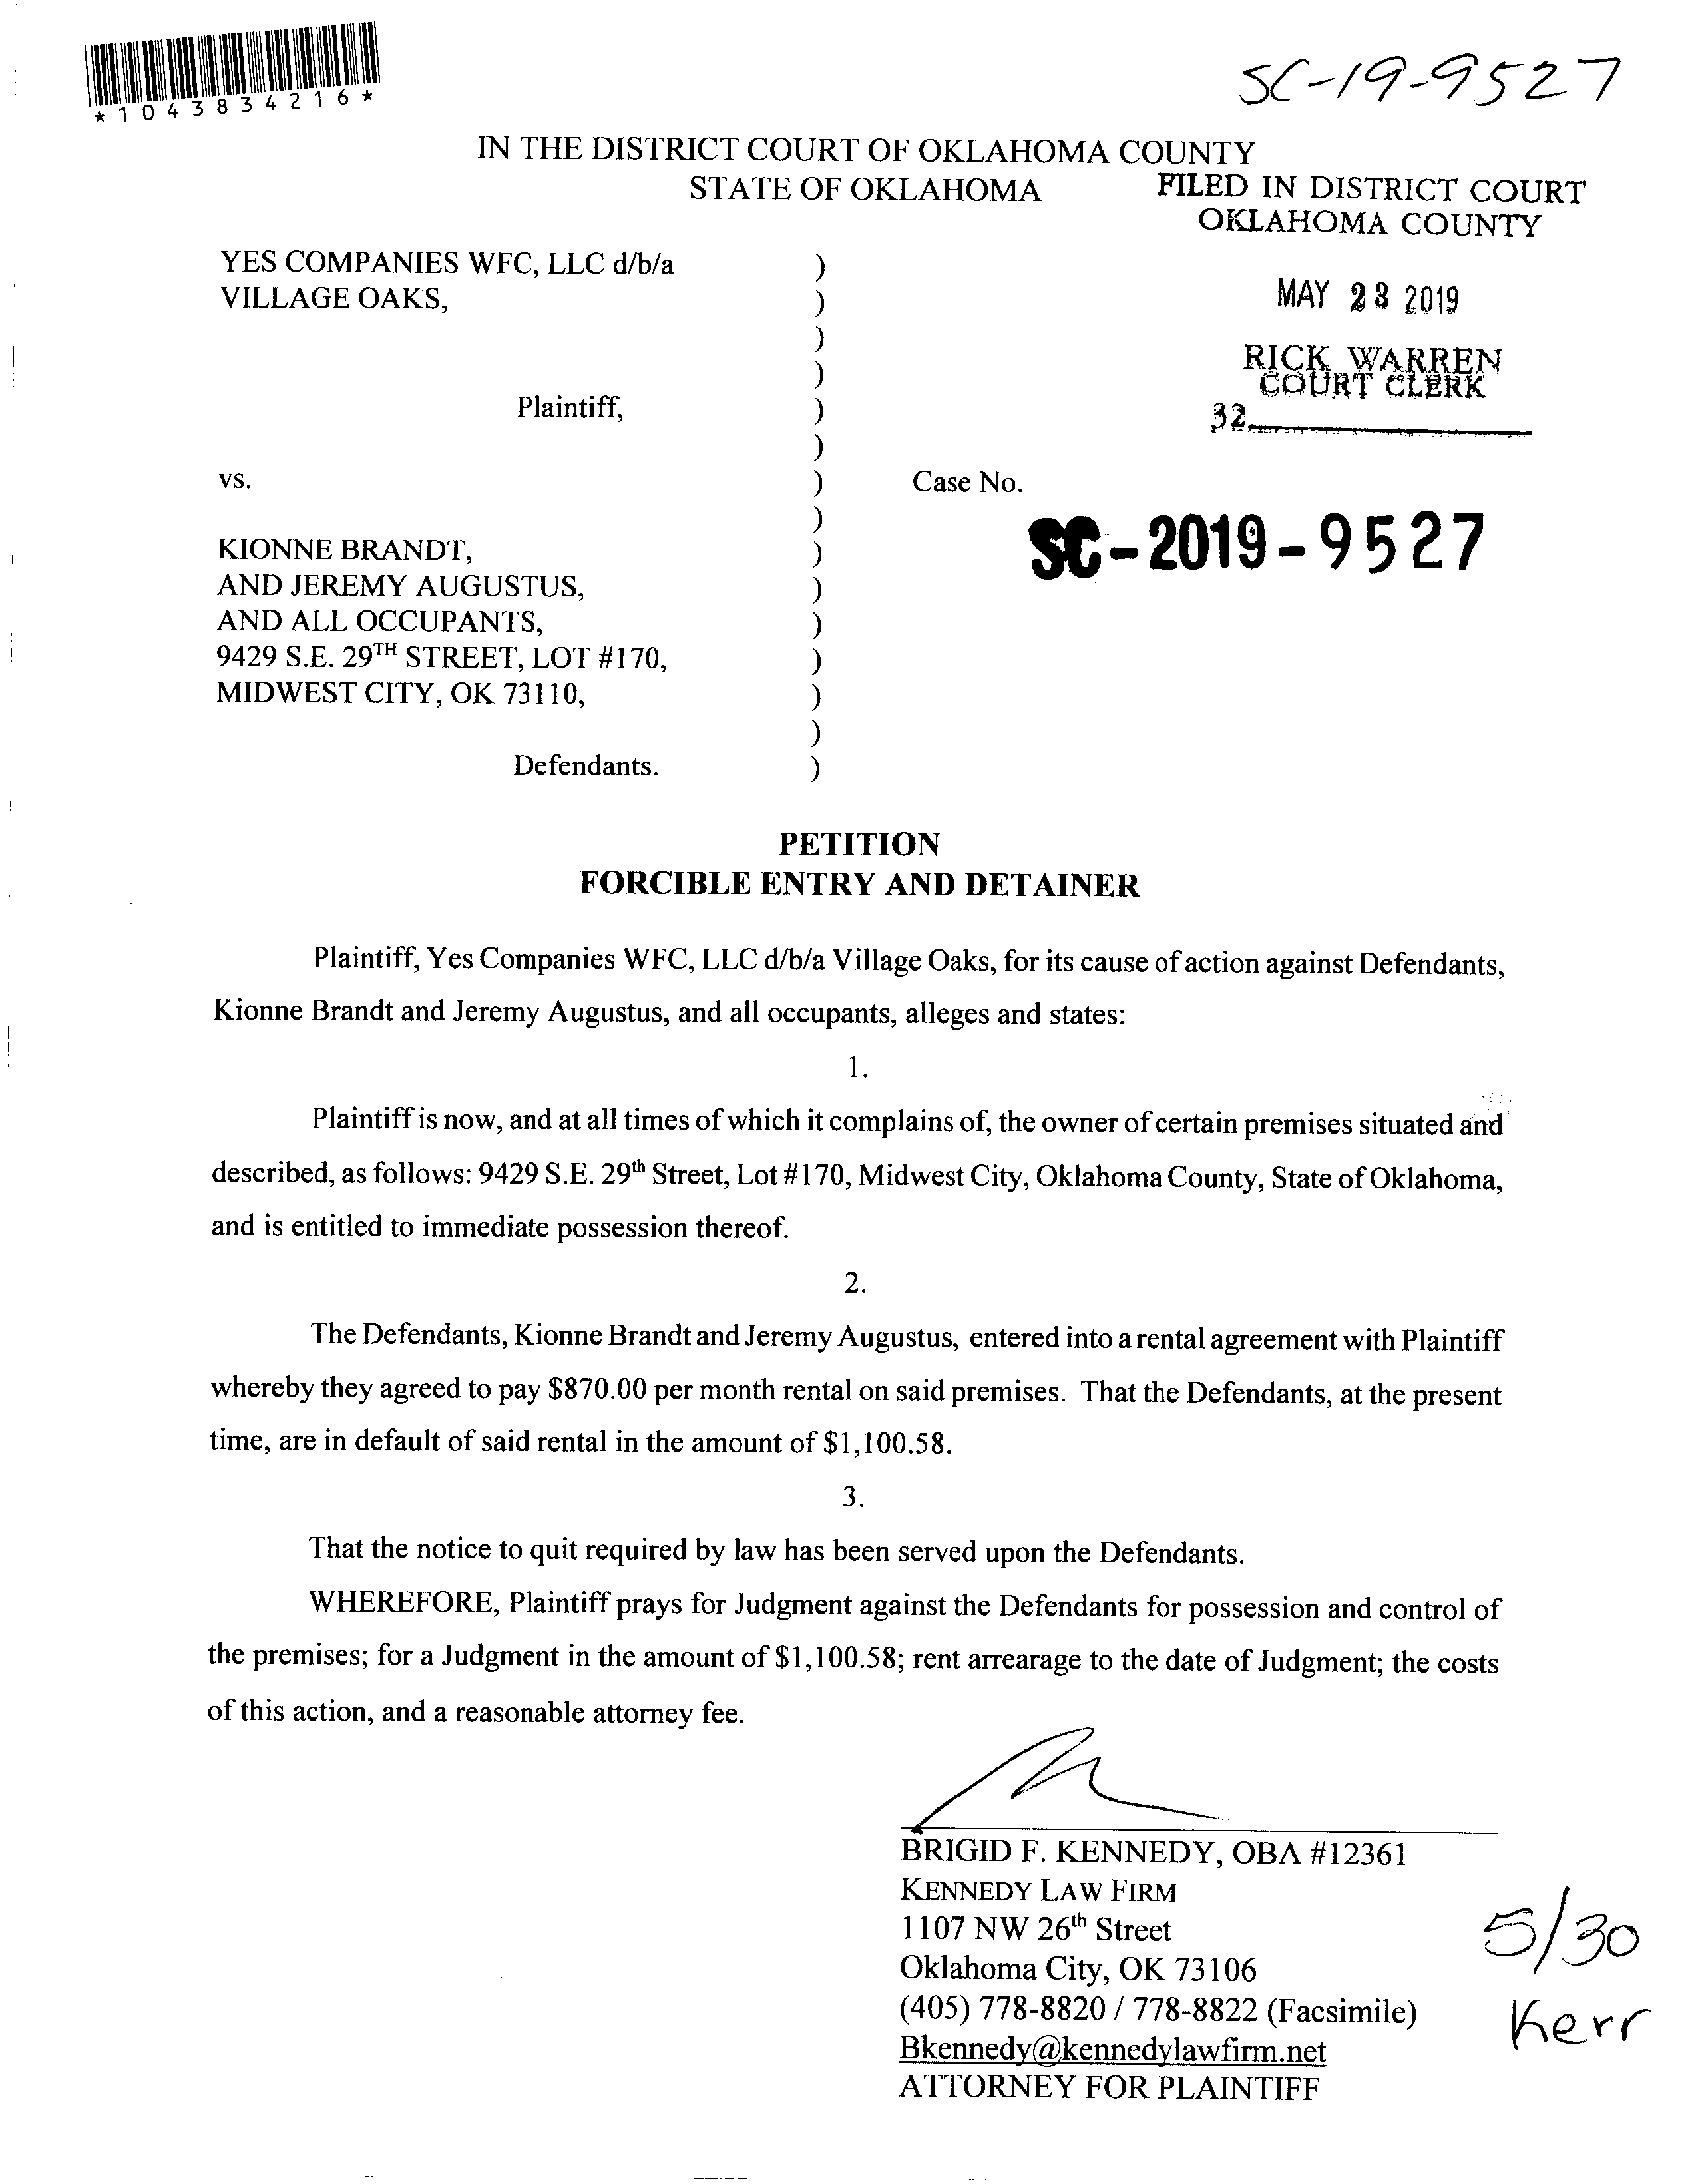 *1043834216*
SC-19-9527
IN THE DISTRICT COURT OF OKLAHOMA COUNTY
STATE OF OKLAHOMA
FILED IN DISTRICT COURT
OKLAHOMA COUNTY
MAY 23 2019
RICK WARREN
COURT CLERK
32
YES COMPANIES WFC, LLC d/b/a )
VILLAGE OAKS, )
)
)
Plaintiff, )
)
vs. ) Case No.
)
SC-2019-9527
KIONNE BRANDT, )
AND JEREMY AUGUSTUS, )
AND ALL OCCUPANTS, )
9429 S.E. 29TH STREET, LOT #170, )
MIDWEST CITY, OK 73110, )
)
Defendants. )
PETITION
FORCIBLE ENTRY AND DETAINER
Plaintiff, Yes Companies WFC, LLC d/b/a Village Oaks, for its cause of action against Defendants,
Kionne Brandt and Jeremy Augustus, and all occupants, alleges and states:
1.
Plaintiff is now, and at all times of which it complains of, the owner of certain premises situated and
described, as follows: 9429 S.E. 29th Street, Lot #170, Midwest City, Oklahoma County, State of Oklahoma,
and is entitled to immediate possession thereof.
2.
The Defendants, Kionne Brandt and Jeremy Augustus, entered into a rental agreement with Plaintiff
whereby they agreed to pay $870.00 per month rental on said premises. That the Defendants, at the present
time, are in default of said rental in the amount of $1,100.58.
3.
That the notice to quit required by law has been served upon the Defendants.
WHEREFORE, Plaintiff prays for Judgment against the Defendants for possession and control of
the premises; for a Judgment in the amount of $1,100.58; rent arrearage to the date of Judgment; the costs
of this action, and a reasonable attorney fee.
BRIGID F. KENNEDY, OBA #12361
KENNEDY LAW FIRM
1107 NW 26th Street
Oklahoma City, OK 73106
(405) 778-8820 / 778-8822 (Facsimile)
Bkennedy@kennedylawfirm.net
ATTORNEY FOR PLAINTIFF
5/30
Kerr